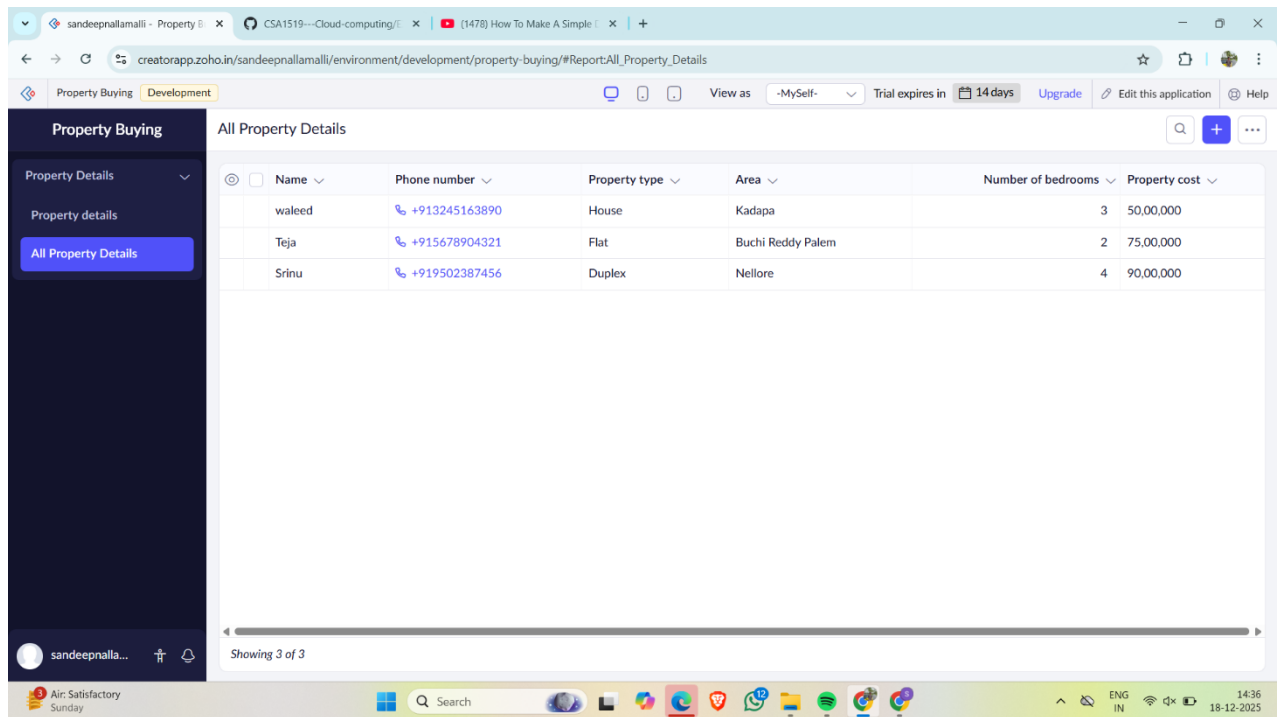 sandeepnallamalli - Property B
CSA1519---Cloud-computing/
(1478) How To Make A Simple
creatorapp.zoho.in/sandeepnallamalli/environment/development/property-buying/#Report:All_Property_Details
Property Buying Development View as -MySelf- Trial expires in 14 days Upgrade Edit this application Help
Property Buying
All Property Details
Property Details
Property details
All Property Details
Name Phone number Property type Area Number of bedrooms Property cost
waleed +913245163890 House Kadapa 3 50,00,000
Teja +915678904321 Flat Buchi Reddy Palem 2 75,00,000
Srinu +919502387456 Duplex Nellore 4 90,00,000
sandeepnalla...
Showing 3 of 3
3 Air: Satisfactory
Sunday
Search
12
ENG
IN
14:36
18-12-2025